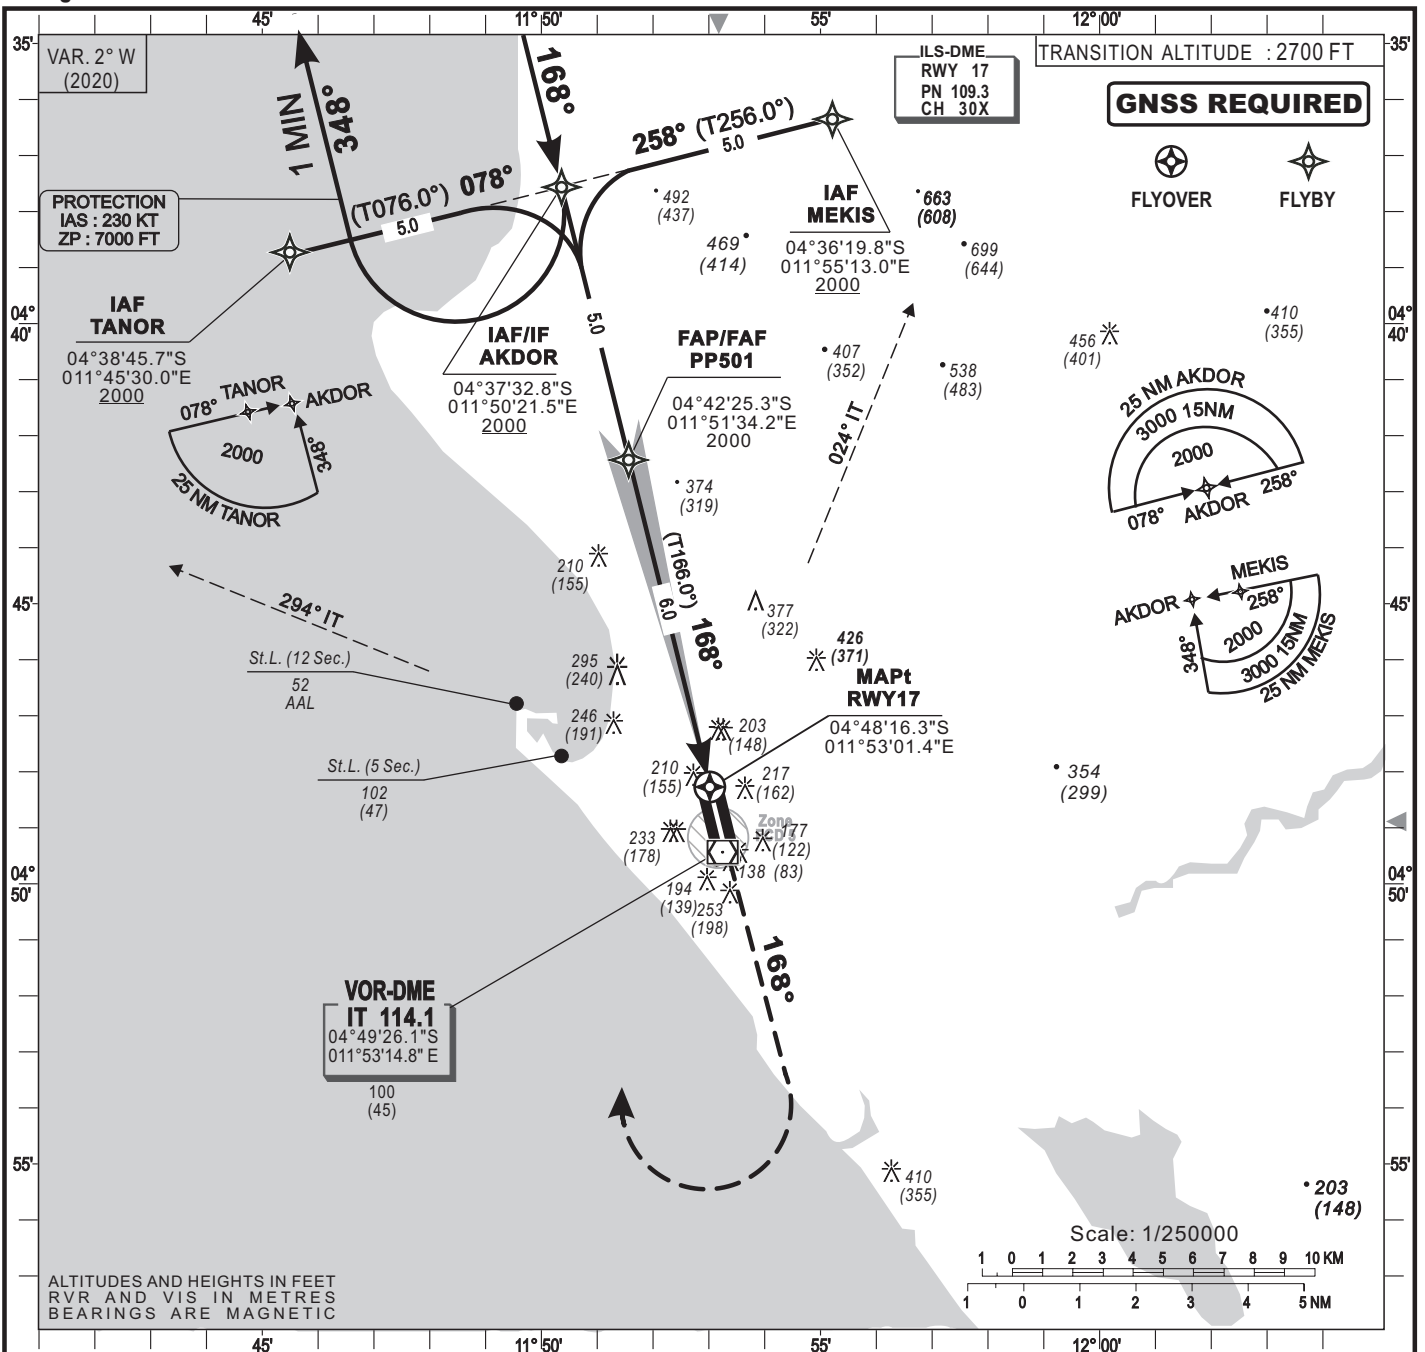 45'
11°50'
55'
12°00'
35'
35'
VAR. 2° W
(2020)
1 MIN
348°
168°
ILS-DME
RWY 17
PN 109.3
CH 30X
TRANSITION ALTITUDE : 2700 FT
GNSS REQUIRED
FLYOVER
FLYBY
258° (T256.0°)
5.0
PROTECTION
IAS : 230 KT
ZP : 7000 FT
(T076.0°) 078°
5.0
492
(437)
469
(414)
IAF
MEKIS
04°36'19.8"S
011°55'13.0"E
2000
663
(608)
699
(644)
IAF
TANOR
04°38'45.7"S
011°45'30.0"E
2000
04°
40'
04°
40'
5.0
IAF/IF
AKDOR
04°37'32.8"S
011°50'21.5"E
2000
FAP/FAF
PP501
04°42'25.3"S
011°51'34.2"E
2000
407
(352)
538
(483)
456
(401)
410
(355)
078° TANOR
AKDOR
2000
348°
25 NM TANOR
024° IT
25 NM AKDOR
3000 15NM
2000
078°
AKDOR
258°
374
(319)
210
(155)
(T166.0°) 168°
6.0
377
(322)
426
(371)
MEKIS
AKDOR
258°
348°
2000
3000 15NM
25 NM MEKIS
45'
45'
294° IT
St.L. (12 Sec.)
52
AAL
295
(240)
246
(191)
MAPt
RWY17
04°48'16.3"S
011°53'01.4"E
203
(148)
St.L. (5 Sec.)
102
(47)
210
(155)
217
(162)
354
(299)
Zone
233
(178)
177
(122)
138 (83)
04°
50'
04°
50'
194
(139)
253
(198)
168°
VOR-DME
IT 114.1
04°49'26.1"S
011°53'14.8" E
100
(45)
55'
55'
410
(355)
203
(148)
Scale: 1/250000
1 0 1 2 3 4 5 6 7 8 9 10 KM
1 0 1 2 3 4 5 NM
ALTITUDES AND HEIGHTS IN FEET
RVR AND VIS IN METRES
BEARINGS ARE MAGNETIC
45'
11°50'
55'
12°00'